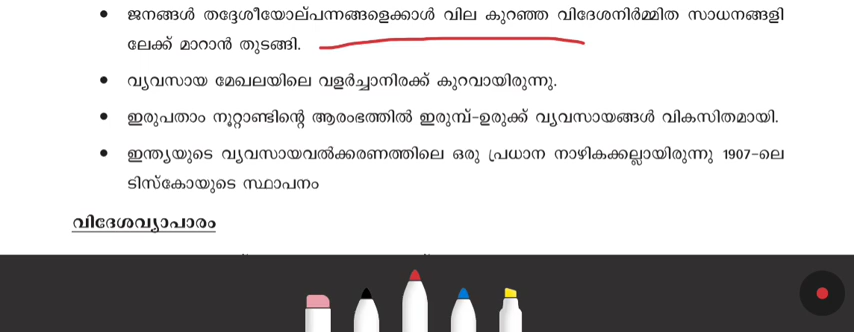 • ജനങ്ങൾ തദ്ദേശീയോല്പന്നങ്ങളെക്കാൾ വില കുറഞ്ഞ വിദേശനിർമ്മിത സാധനങ്ങളി
ലേക്ക് മാറാൻ തുടങ്ങി.
• വ്യവസായ മേഖലയിലെ വളർച്ചാനിരക്ക് കുറവായിരുന്നു.
• ഇരുപതാം നൂറ്റാണ്ടിന്റെ ആരംഭത്തിൽ ഇരുമ്പ്-ഉരുക്ക് വ്യവസായങ്ങൾ വികസിതമായി.
• ഇന്ത്യയുടെ വ്യവസായവൽക്കരണത്തിലെ ഒരു പ്രധാന നാഴികക്കല്ലായിരുന്നു 1907-ലെ
ടിസ്കോയുടെ സ്ഥാപനം
വിദേശവ്യാപാരം